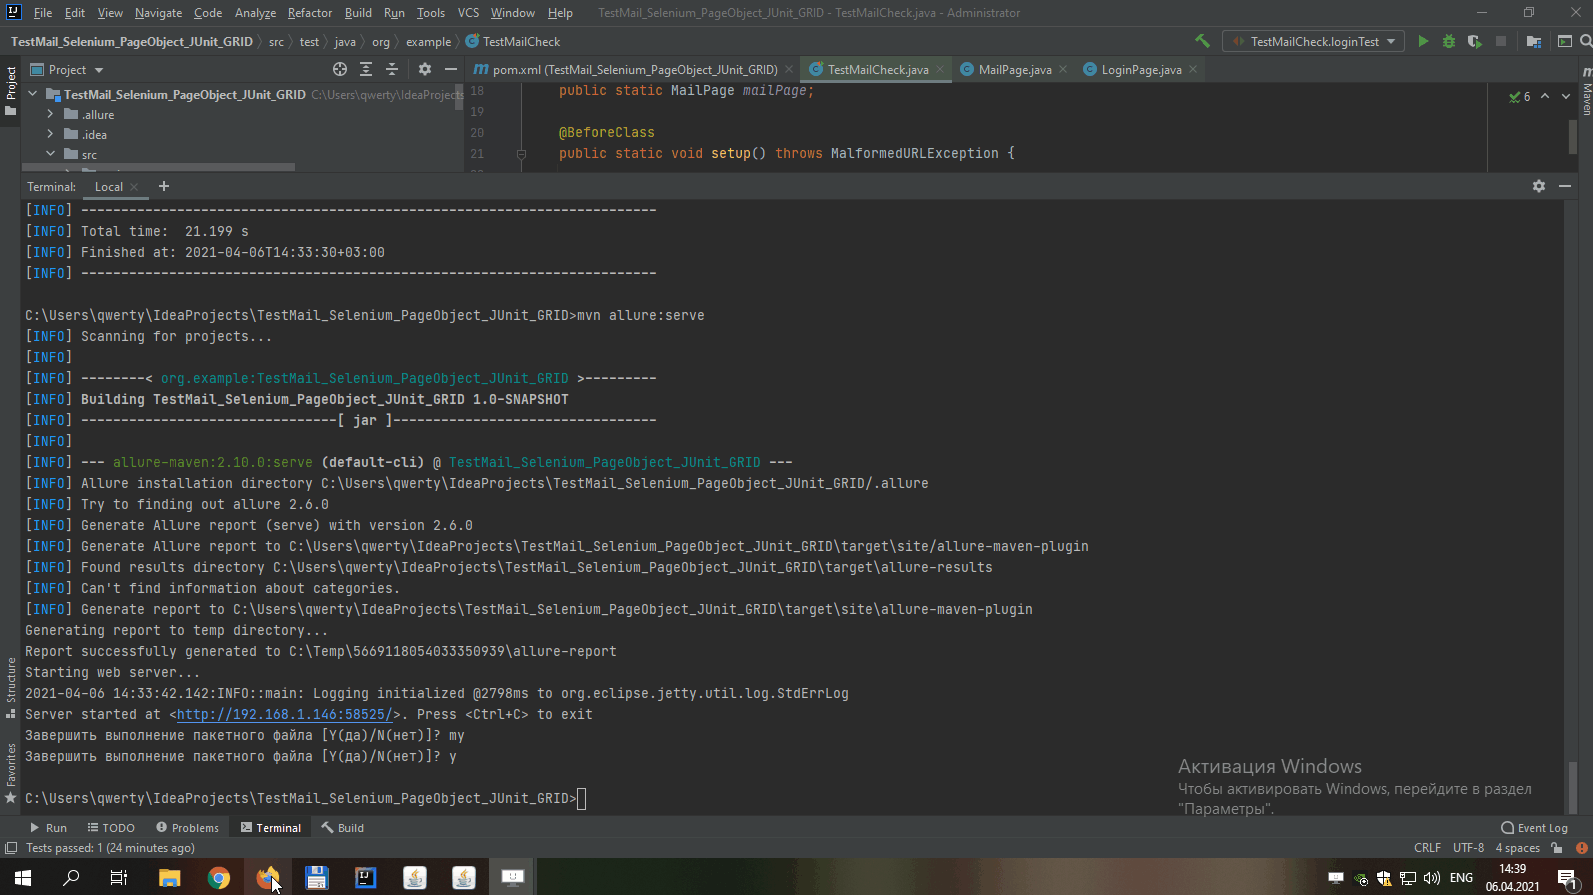 File Edit View Navigate Code Analyze Refactor Build Run Tools VCS Window Help TestMail_Selenium_PageObject_JUnit_GRID - TestMailCheck.java - Administrator
TestMail_Selenium_PageObject_JUnit_GRID src test java org example TestMailCheck TestMailCheck.loginTest
Project pom.xml (TestMail_Selenium_PageObject_JUnit_GRID) TestMailCheck.java MailPage.java LoginPage.java
Project
Maven
TestMail_Selenium_PageObject_JUnit_GRID C:\Users\qwerty\IdeaProjects
.allure
.idea
src
18 public static MailPage mailPage;
6
19
20 @BeforeClass
21 public static void setup() throws MalformedURLException {
Terminal: Local
[INFO] ------------------------------------------------------------------------
[INFO] Total time:  21.199 s
[INFO] Finished at: 2021-04-06T14:33:30+03:00
[INFO] ------------------------------------------------------------------------
C:\Users\qwerty\IdeaProjects\TestMail_Selenium_PageObject_JUnit_GRID>mvn allure:serve
[INFO] Scanning for projects...
[INFO]
[INFO] --------< org.example:TestMail_Selenium_PageObject_JUnit_GRID >---------
[INFO] Building TestMail_Selenium_PageObject_JUnit_GRID 1.0-SNAPSHOT
[INFO] --------------------------------[ jar ]---------------------------------
[INFO]
[INFO] --- allure-maven:2.10.0:serve (default-cli) @ TestMail_Selenium_PageObject_JUnit_GRID ---
[INFO] Allure installation directory C:\Users\qwerty\IdeaProjects\TestMail_Selenium_PageObject_JUnit_GRID/.allure
[INFO] Try to finding out allure 2.6.0
[INFO] Generate Allure report (serve) with version 2.6.0
[INFO] Generate Allure report to C:\Users\qwerty\IdeaProjects\TestMail_Selenium_PageObject_JUnit_GRID\target\site/allure-maven-plugin
[INFO] Found results directory C:\Users\qwerty\IdeaProjects\TestMail_Selenium_PageObject_JUnit_GRID\target\allure-results
[INFO] Can't find information about categories.
[INFO] Generate report to C:\Users\qwerty\IdeaProjects\TestMail_Selenium_PageObject_JUnit_GRID\target\site\allure-maven-plugin
Generating report to temp directory...
Report successfully generated to C:\Temp\5669118054033350939\allure-report
Starting web server...
2021-04-06 14:33:42.142:INFO::main: Logging initialized @2798ms to org.eclipse.jetty.util.log.StdErrLog
Server started at <http://192.168.1.146:58525/>. Press <Ctrl+C> to exit
Завершить выполнение пакетного файла [Y(да)/N(нет)]? my
Завершить выполнение пакетного файла [Y(да)/N(нет)]? y
C:\Users\qwerty\IdeaProjects\TestMail_Selenium_PageObject_JUnit_GRID>
Structure
Favorites
Активация Windows
Чтобы активировать Windows, перейдите в раздел
"Параметры".
Run TODO Problems Terminal Build Event Log
Tests passed: 1 (24 minutes ago) CRLF UTF-8 4 spaces
ENG 14:39
06.04.2021
1